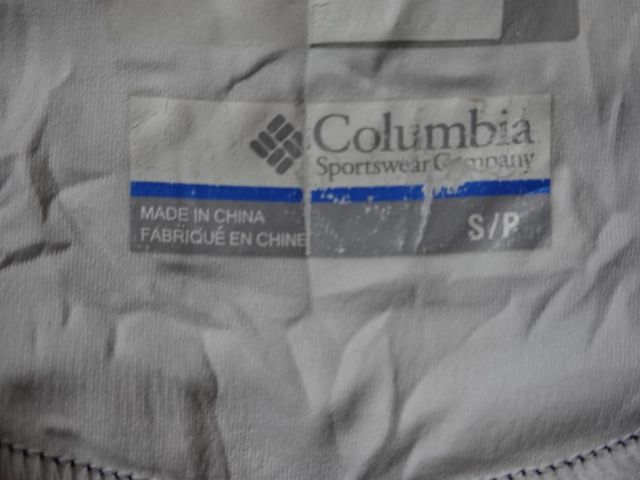 Columbia
Sportswear Company
MADE IN CHINA
FABRIQUÉ EN CHINE
S/P